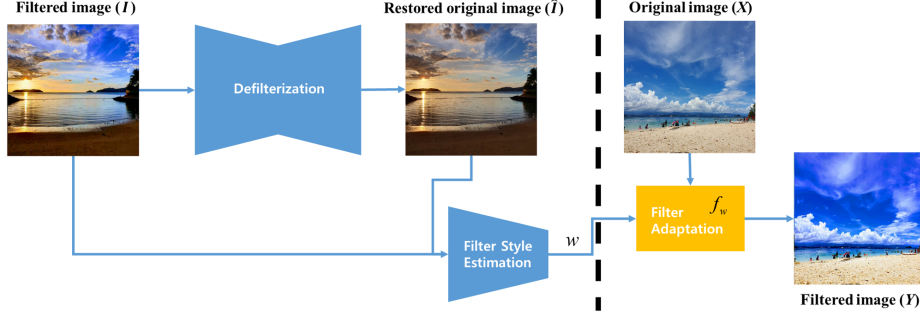 Filtered image (I)
Restored original image (Ĩ)
Original image (X)
Defilterization
Filter Style
Estimation
w
Filter
Adaptation
f_w
Filtered image (Y)